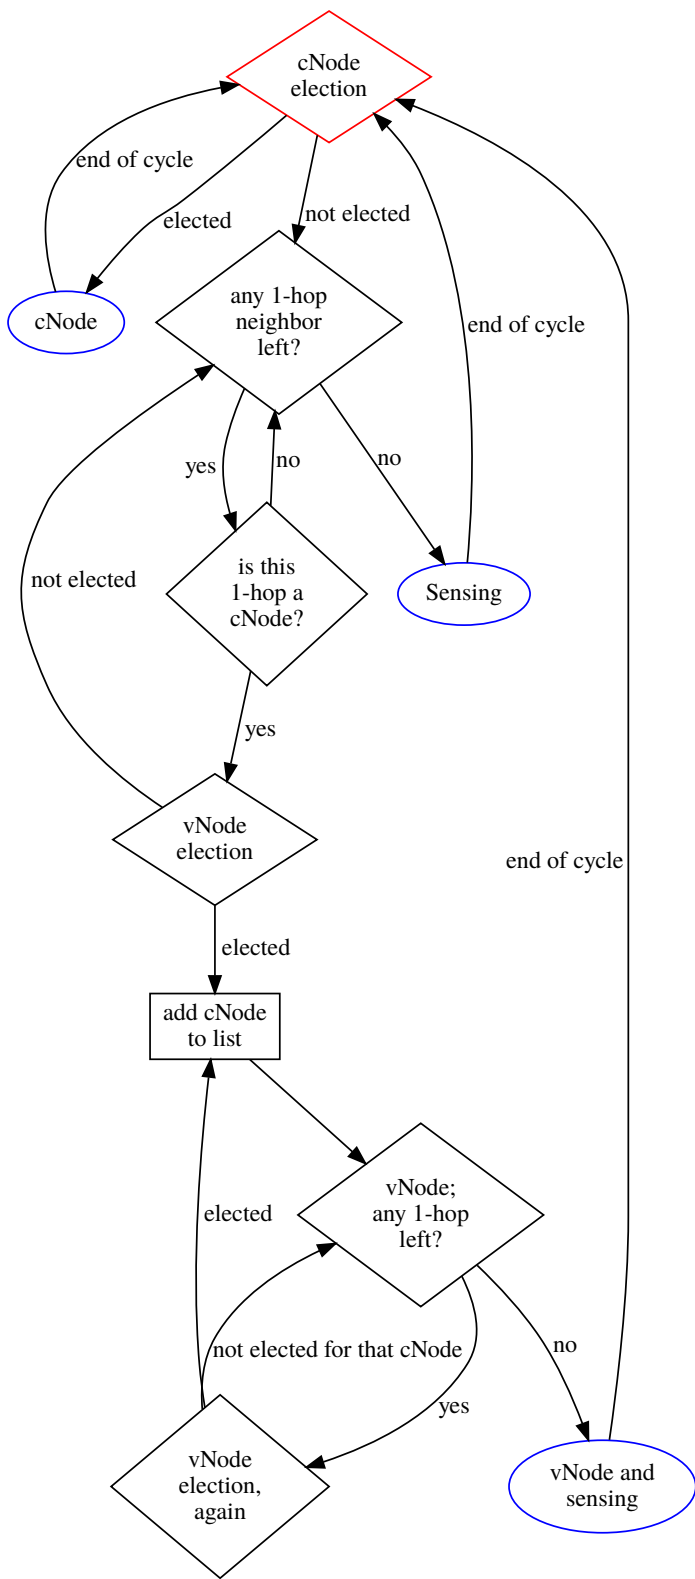 cNode
election
end of cycle
elected
not elected
any 1-hop
neighbor
left?
cNode
end of cycle
yes
no
no
is this
1-hop a
cNode?
Sensing
not elected
yes
vNode
election
end of cycle
elected
add cNode
to list
vNode;
any 1-hop
left?
elected
not elected for that cNode
no
yes
vNode
election,
again
vNode and
sensing